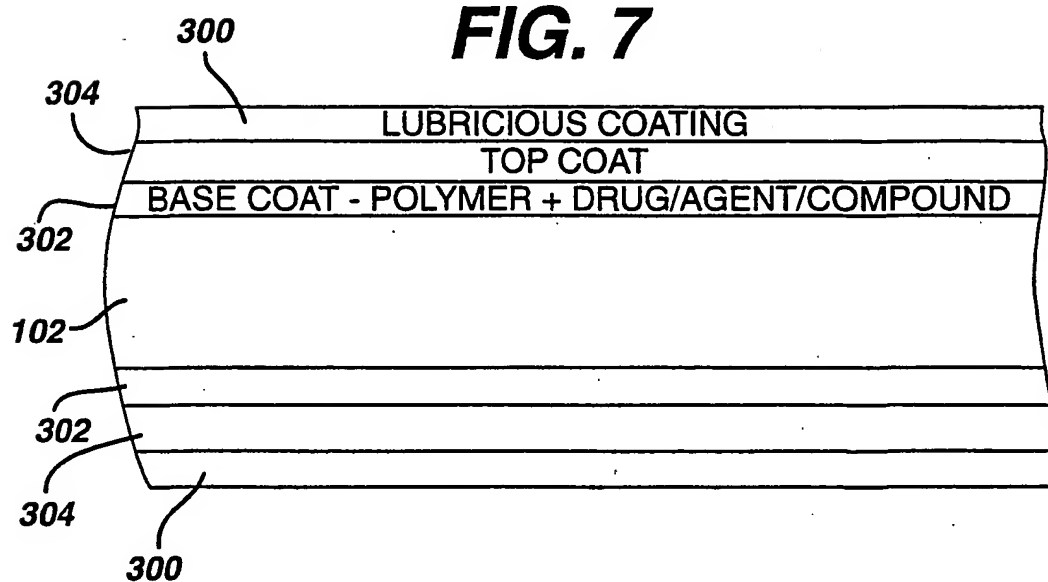 FIG. 7
300
304
LUBRICIOUS COATING
TOP COAT
BASE COAT - POLYMER + DRUG/AGENT/COMPOUND
302
102
302
304
300